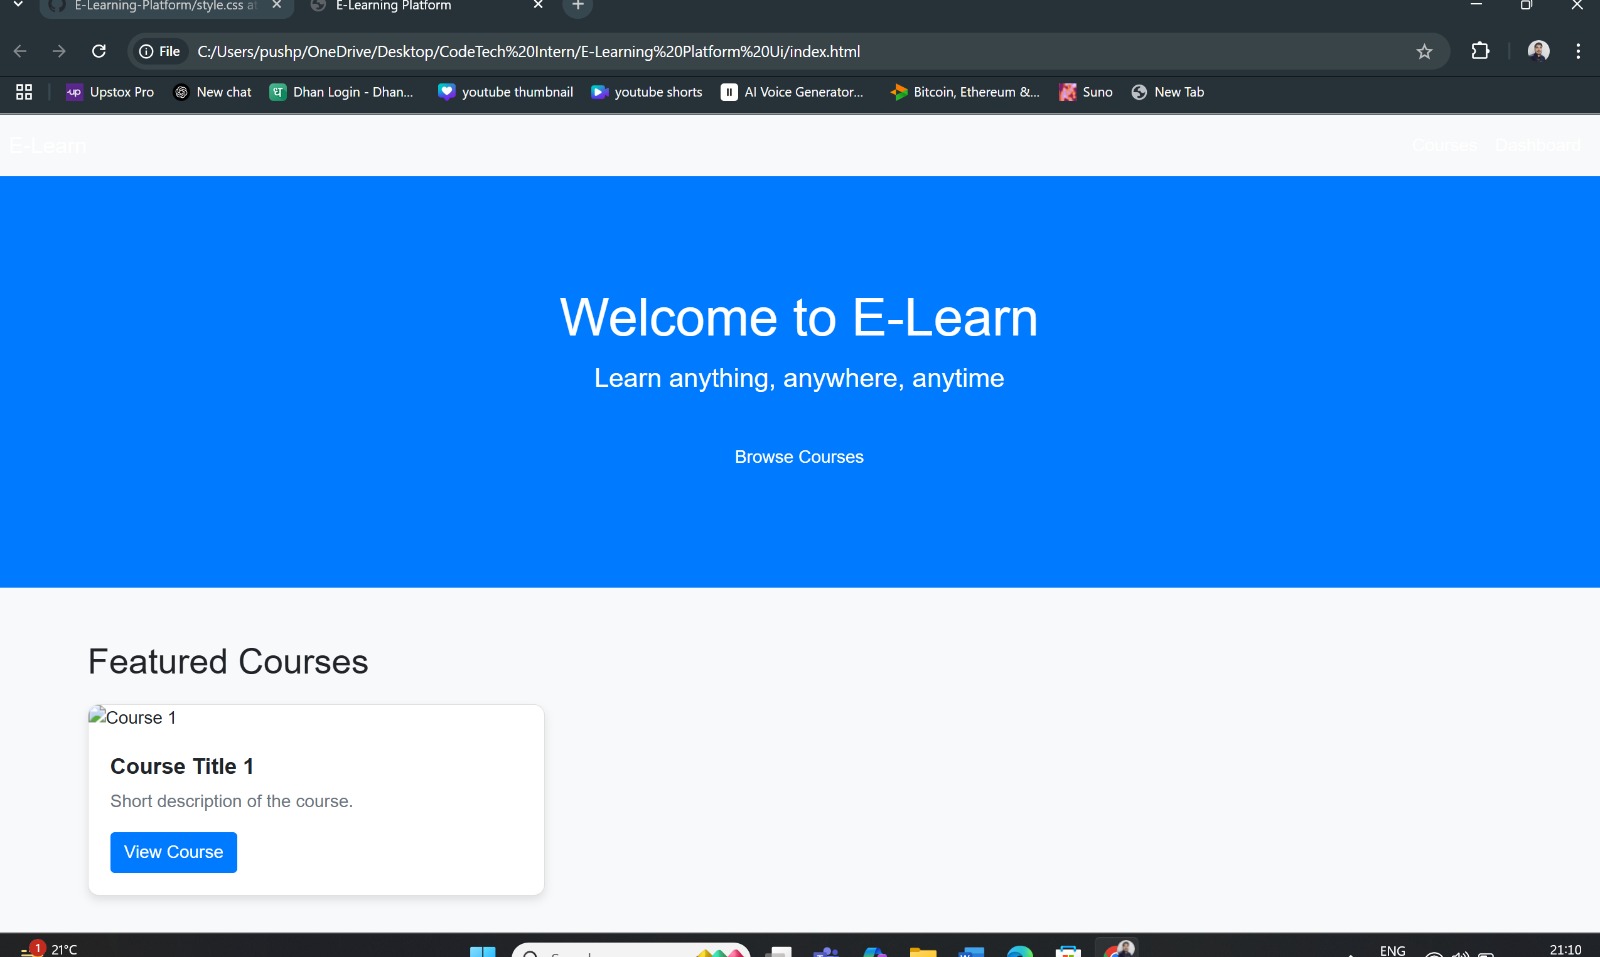 E-Learning-Platform/style.css at
E-Learning Platform
File C:/Users/pushp/OneDrive/Desktop/CodeTech%20Intern/E-Learning%20Platform%20Ui/index.html
up Upstox Pro New chat Dhan Login - Dhan... youtube thumbnail youtube shorts AI Voice Generator... Bitcoin, Ethereum &... Suno New Tab
E-Learn Courses Dashboard
Welcome to E-Learn
Learn anything, anywhere, anytime
Browse Courses
Featured Courses
Course 1
Course Title 1
Short description of the course.
View Course
1 21°C ENG 21:10